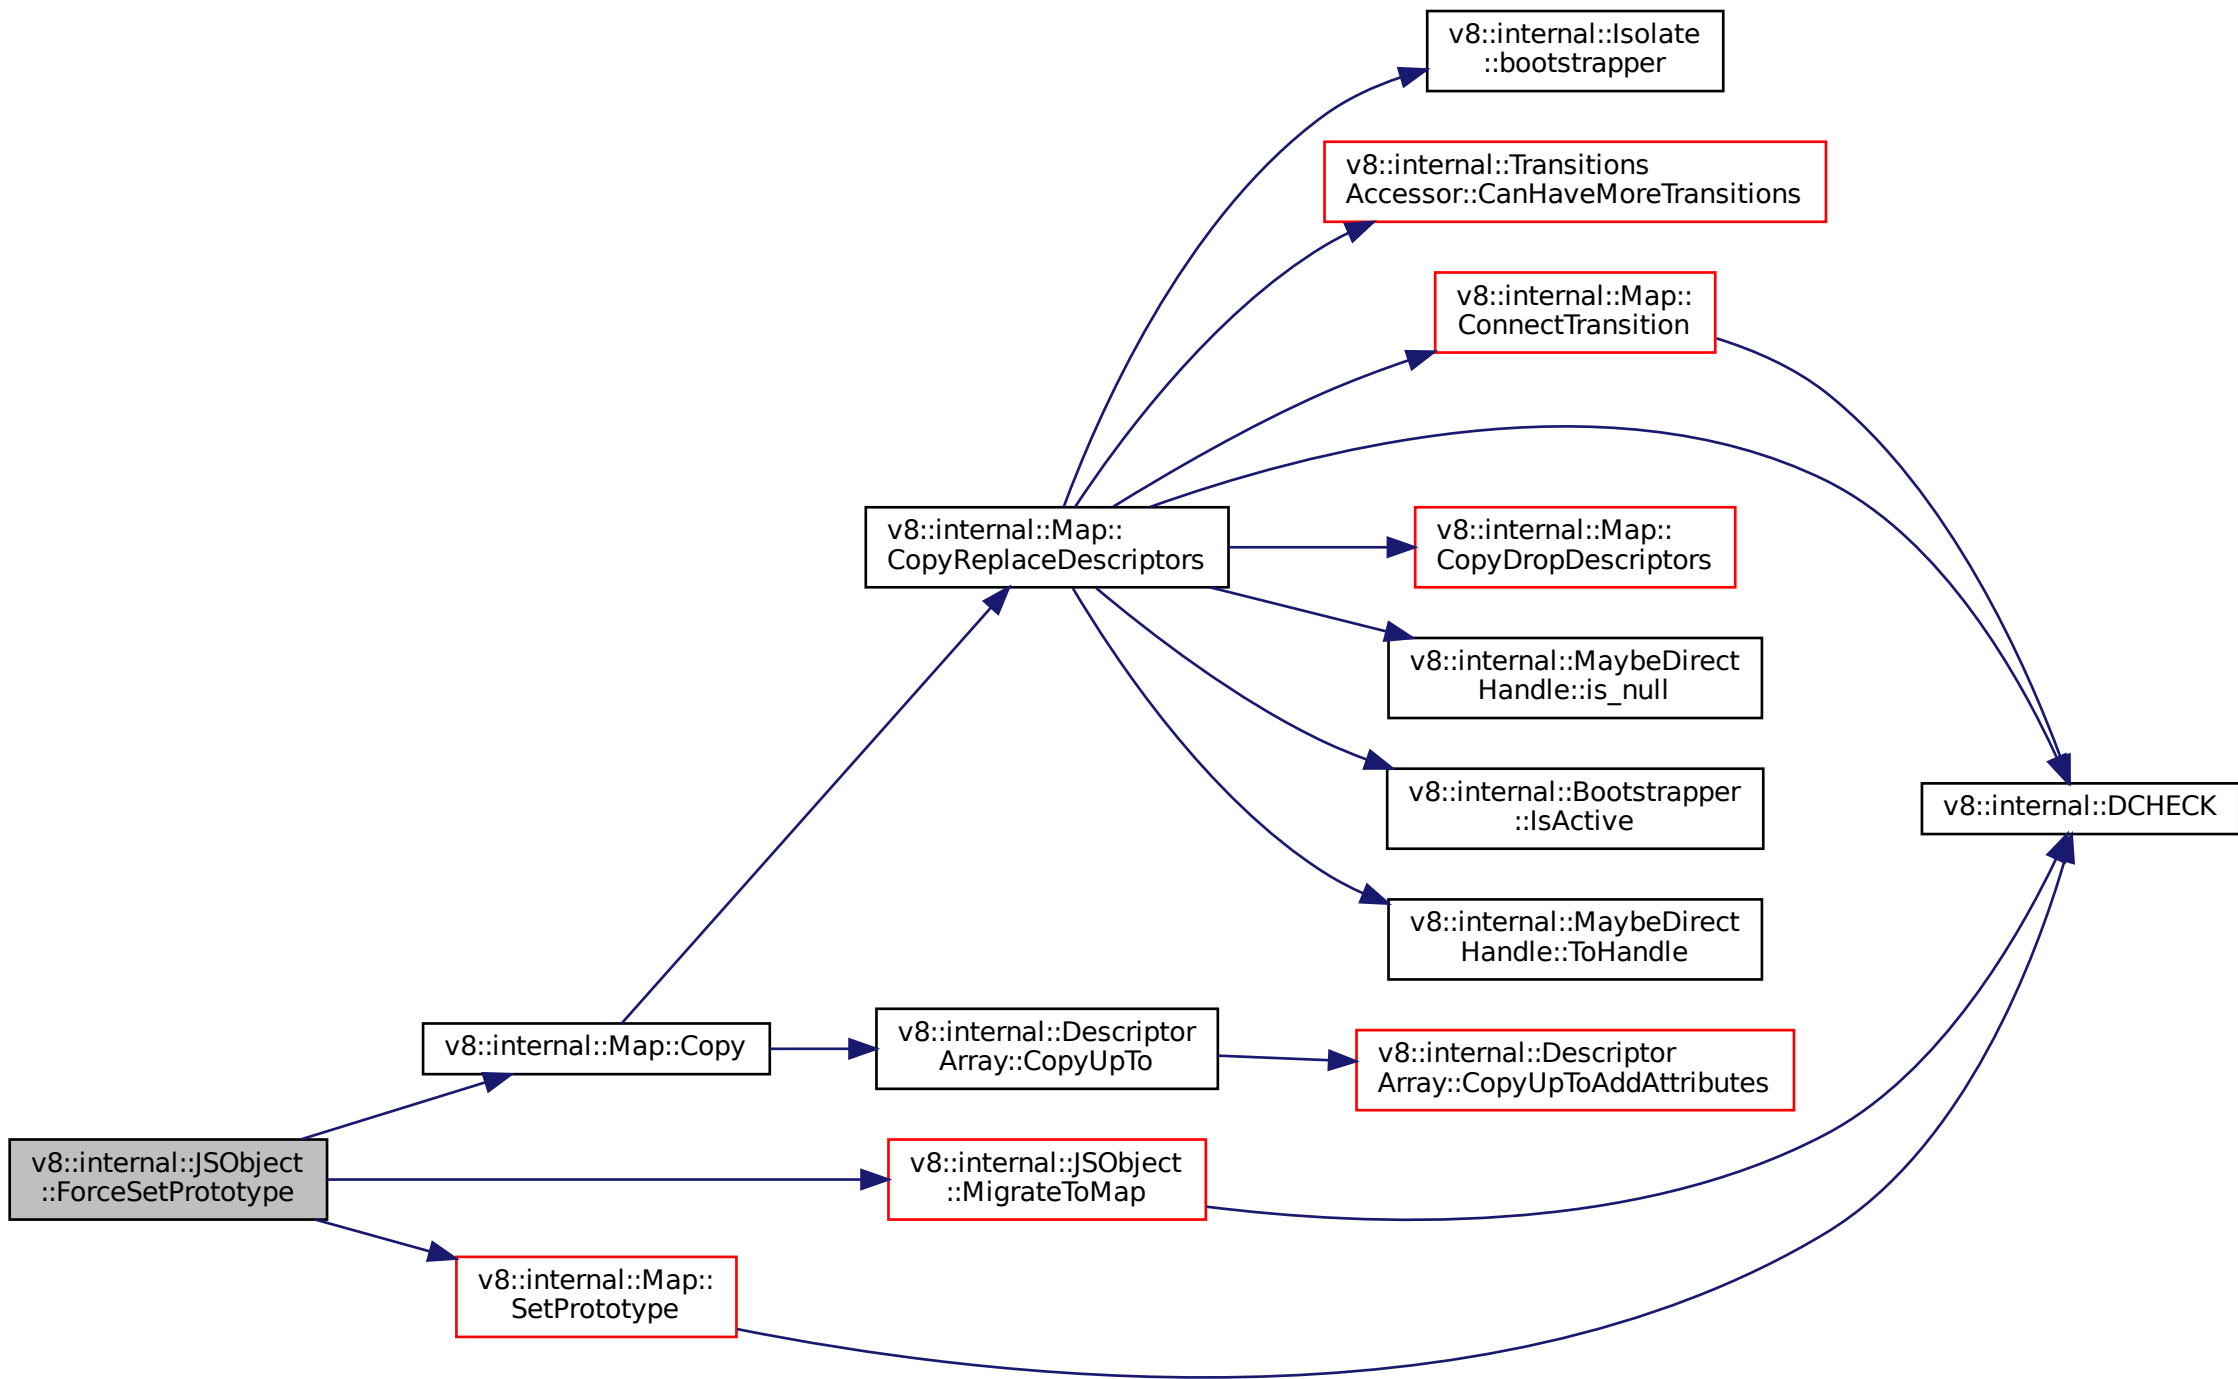 v8::internal::Isolate
::bootstrapper
v8::internal::Transitions
Accessor::CanHaveMoreTransitions
v8::internal::Map::
ConnectTransition
v8::internal::Map::
CopyReplaceDescriptors
v8::internal::Map::
CopyDropDescriptors
v8::internal::MaybeDirect
Handle::is_null
v8::internal::Bootstrapper
::IsActive
v8::internal::DCHECK
v8::internal::MaybeDirect
Handle::ToHandle
v8::internal::Map::Copy
v8::internal::Descriptor
Array::CopyUpTo
v8::internal::Descriptor
Array::CopyUpToAddAttributes
v8::internal::JSObject
::ForceSetPrototype
v8::internal::JSObject
::MigrateToMap
v8::internal::Map::
SetPrototype